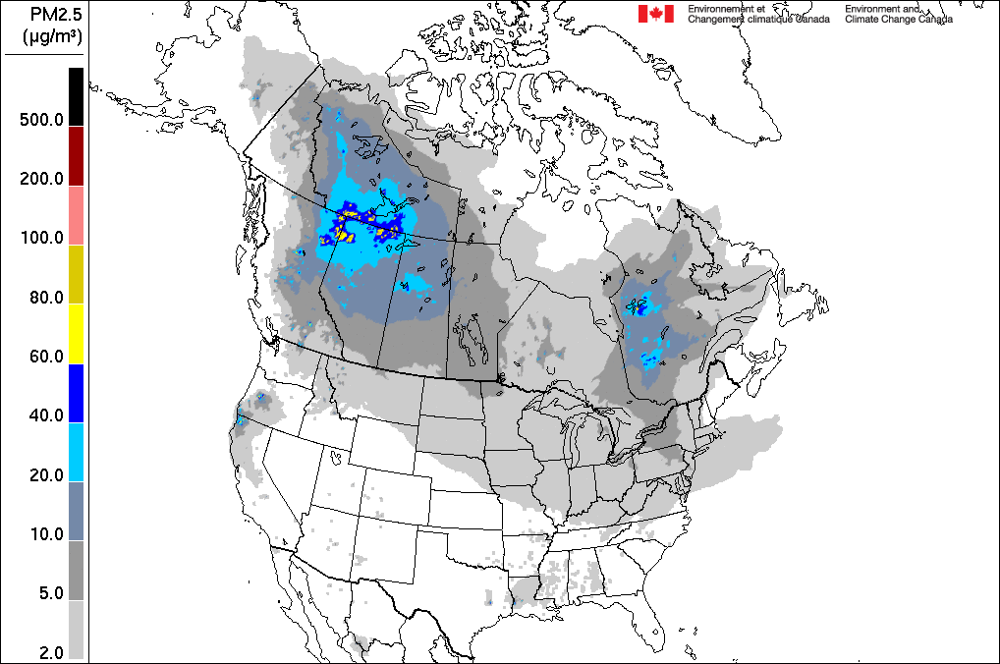 PM2.5
(µg/m³)
500.0
200.0
100.0
80.0
60.0
40.0
20.0
10.0
5.0
2.0
Environnement et
Changement climatique Canada
Environment and
Climate Change Canada